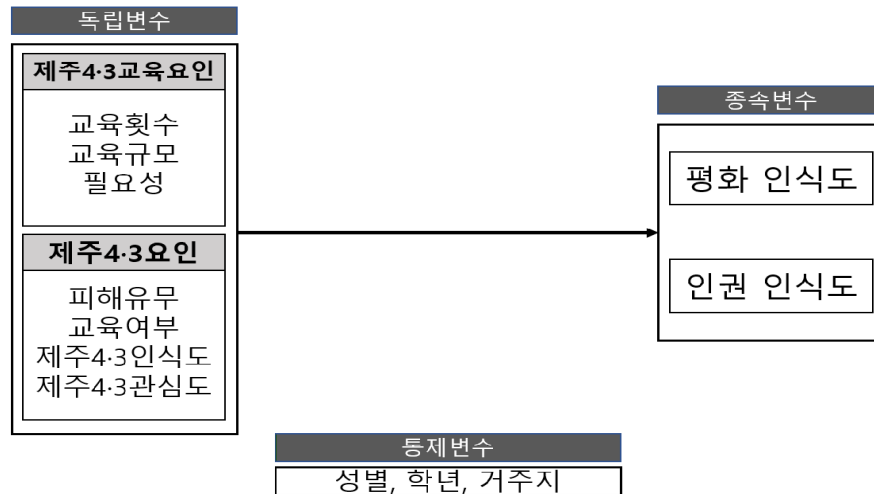 독립변수
제주4·3교육요인
교육횟수
교육규모
필요성
제주4·3요인
피해유무
교육여부
제주4·3인식도
제주4·3관심도
종속변수
평화 인식도
인권 인식도
통제변수
성별, 학년, 거주지